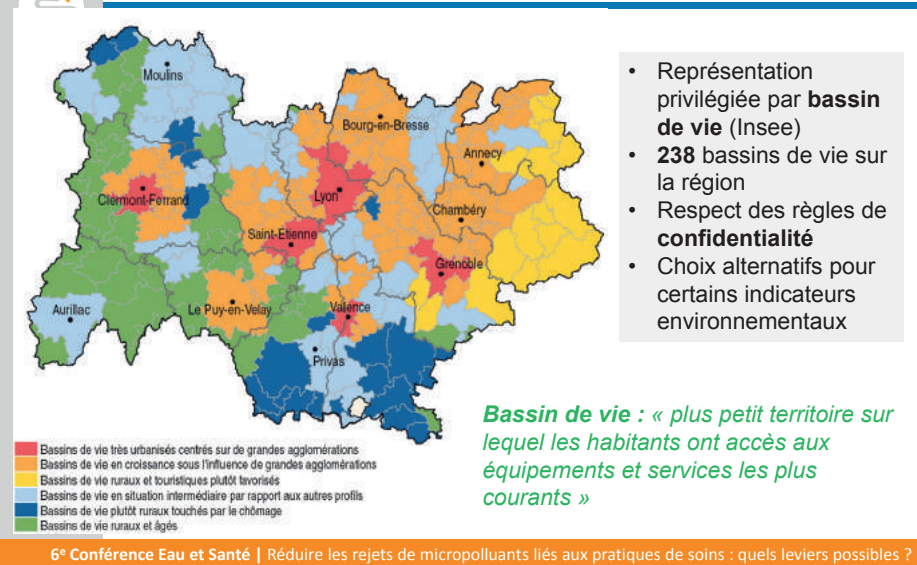 Moulins
Bourg-en-Bresse
Annecy
Clermont-Ferrand
Lyon
Chambéry
Saint-Étienne
Grenoble
Aurillac
Le Puy-en-Velay
Valence
Privas
Bassins de vie très urbanisés centrés sur de grandes agglomérations
Bassins de vie en croissance sous l'influence de grandes agglomérations
Bassins de vie ruraux et touristiques plutôt favorisés
Bassins de vie en situation intermédiaire par rapport aux autres profils
Bassins de vie plutôt ruraux touchés par le chômage
Bassins de vie ruraux et âgés
• Représentation
privilégiée par bassin
de vie (Insee)
• 238 bassins de vie sur
la région
• Respect des règles de
confidentialité
• Choix alternatifs pour
certains indicateurs
environnementaux
Bassin de vie : « plus petit territoire sur
lequel les habitants ont accès aux
équipements et services les plus
courants »
6e Conférence Eau et Santé | Réduire les rejets de micropolluants liés aux pratiques de soins : quels leviers possibles ?